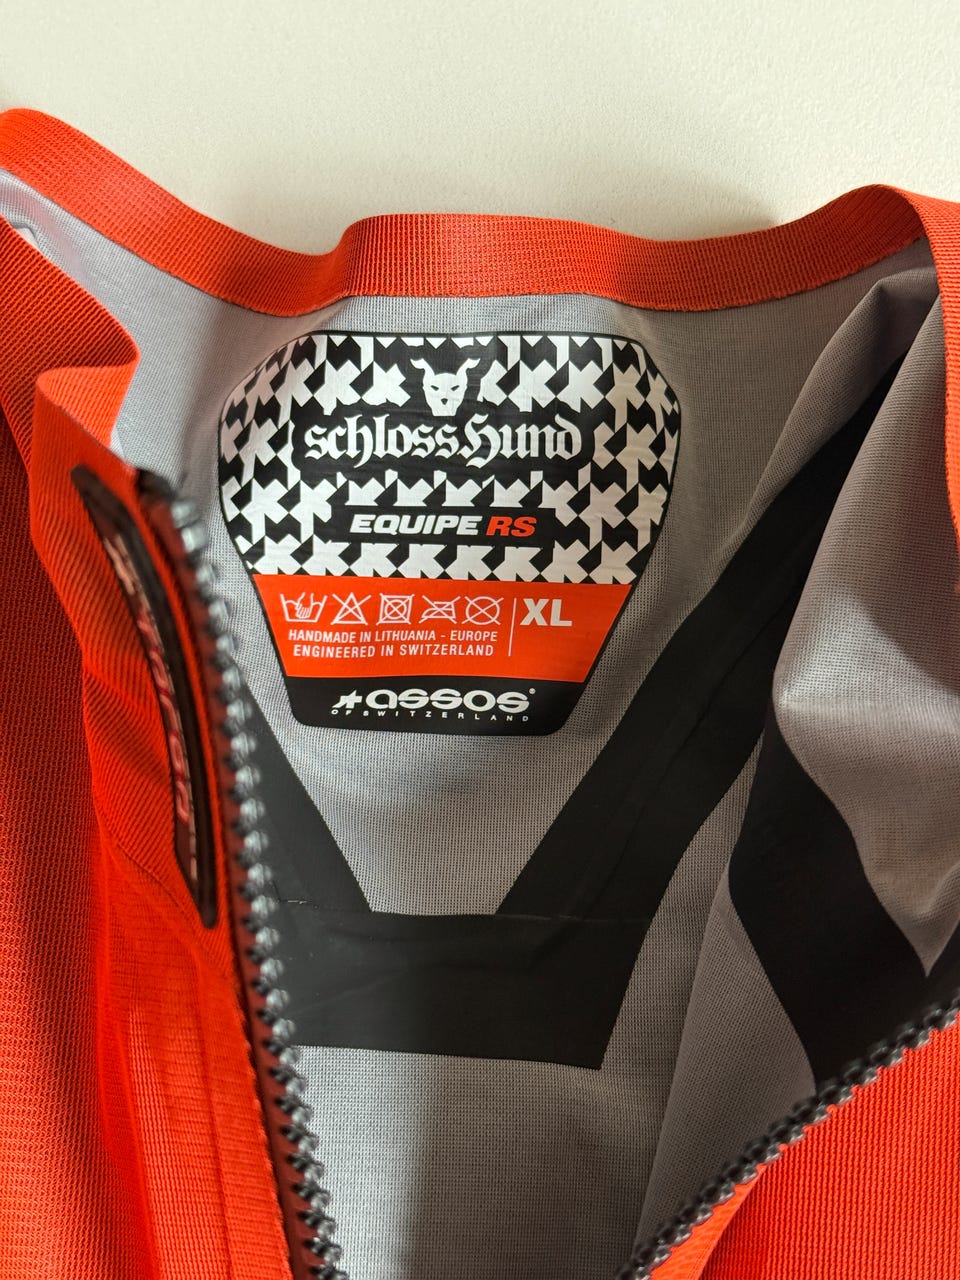 schlossHund
EQUIPE RS
XL
HANDMADE IN LITHUANIA - EUROPE
ENGINEERED IN SWITZERLAND
assos®
OF SWITZERLAND